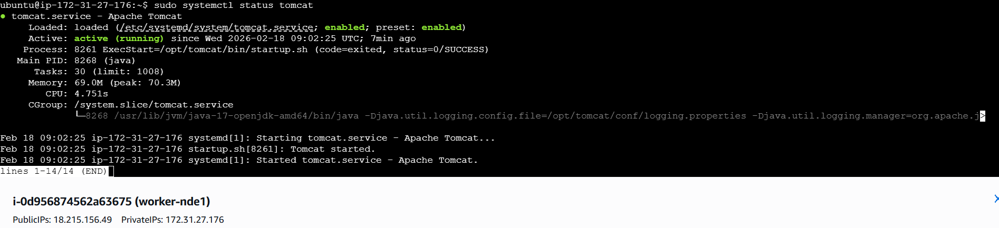 ubuntu@ip-172-31-27-176:~$ sudo systemctl status tomcat
● tomcat.service - Apache Tomcat
Loaded: loaded (/etc/systemd/system/tomcat.service; enabled; preset: enabled)
Active: active (running) since Wed 2026-02-18 09:02:25 UTC; 7min ago
Process: 8261 ExecStart=/opt/tomcat/bin/startup.sh (code=exited, status=0/SUCCESS)
Main PID: 8268 (java)
Tasks: 30 (limit: 1008)
Memory: 69.0M (peak: 70.3M)
CPU: 4.751s
CGroup: /system.slice/tomcat.service
└─8268 /usr/lib/jvm/java-17-openjdk-amd64/bin/java -Djava.util.logging.config.file=/opt/tomcat/conf/logging.properties -Djava.util.logging.manager=org.apache.j>
Feb 18 09:02:25 ip-172-31-27-176 systemd[1]: Starting tomcat.service - Apache Tomcat...
Feb 18 09:02:25 ip-172-31-27-176 startup.sh[8261]: Tomcat started.
Feb 18 09:02:25 ip-172-31-27-176 systemd[1]: Started tomcat.service - Apache Tomcat.
lines 1-14/14 (END)
i-0d956874562a63675 (worker-nde1)
PublicIPs: 18.215.156.49 PrivateIPs: 172.31.27.176